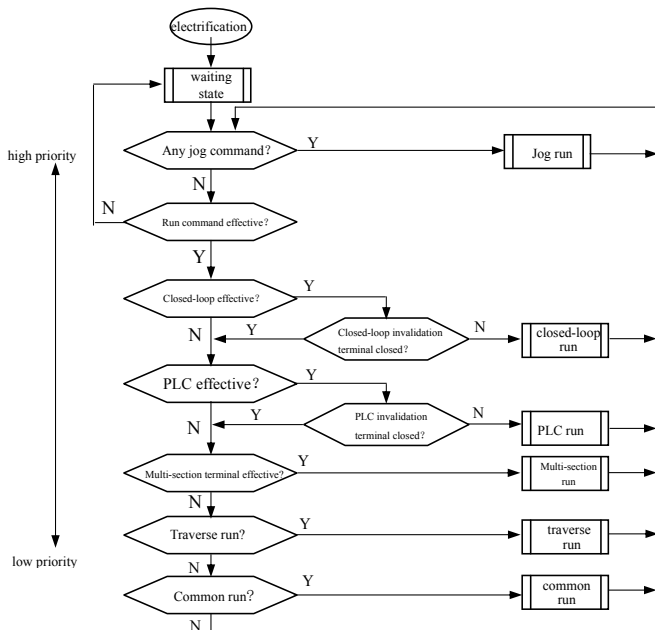 electrification
waiting
state
high priority
Any jog command?
Y
Jog run
N
N
Run command effective?
Y
Closed-loop effective?
Y
N
Y
Closed-loop invalidation
terminal closed?
N
closed-loop
run
PLC effective?
Y
N
Y
PLC invalidation
terminal closed?
N
PLC run
Multi-section terminal effective?
Y
Multi-section
run
N
Traverse run?
Y
traverse
run
low priority
N
Common run?
Y
common
run
N